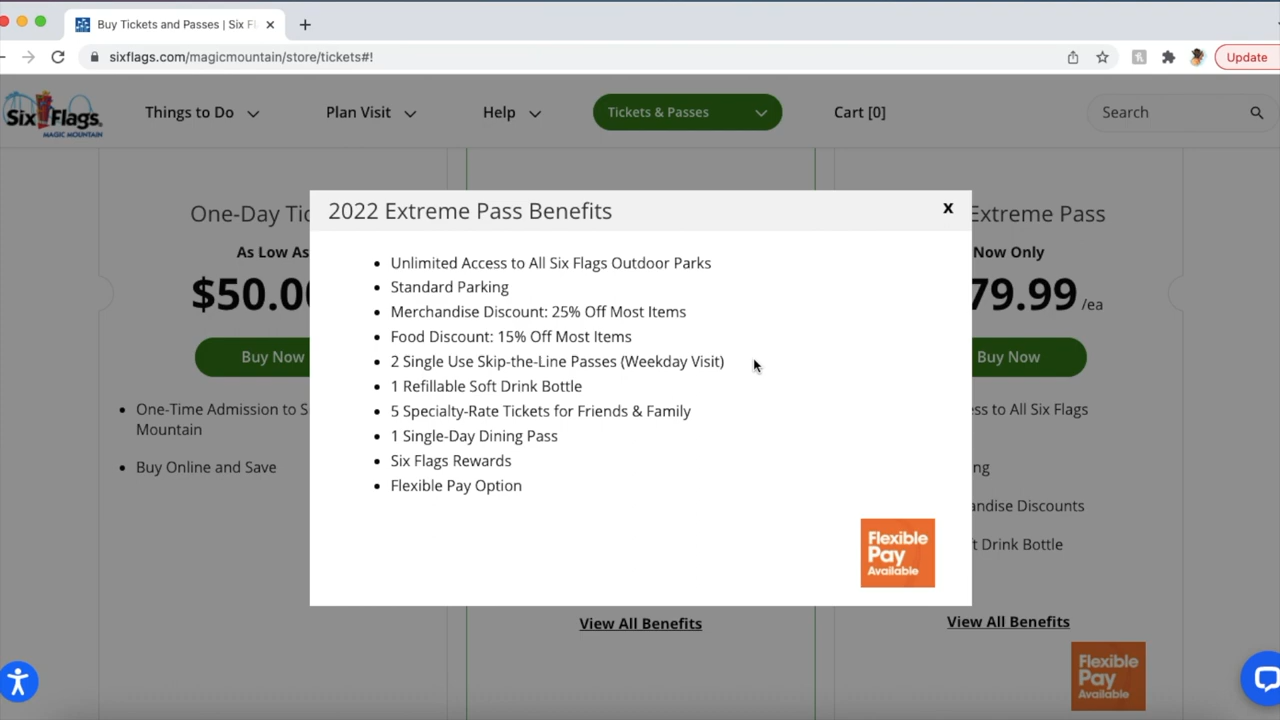 Buy Tickets and Passes | Six Fl
sixflags.com/magicmountain/store/tickets#!
Update
Six Flags
MAGIC MOUNTAIN
Things to Do
Plan Visit
Help
Tickets & Passes
Cart [0]
Search
2022 Extreme Pass Benefits
X
Unlimited Access to All Six Flags Outdoor Parks
Standard Parking
Merchandise Discount: 25% Off Most Items
Food Discount: 15% Off Most Items
2 Single Use Skip-the-Line Passes (Weekday Visit)
1 Refillable Soft Drink Bottle
5 Specialty-Rate Tickets for Friends & Family
1 Single-Day Dining Pass
Six Flags Rewards
Flexible Pay Option
Flexible
Pay
Available
One-Day Tic
As Low As
$50.0
Buy Now
One-Time Admission to S
Mountain
Buy Online and Save
View All Benefits
Extreme Pass
Now Only
79.99 /ea
Buy Now
ss to All Six Flags
ng
andise Discounts
t Drink Bottle
View All Benefits
Flexible
Pay
Available